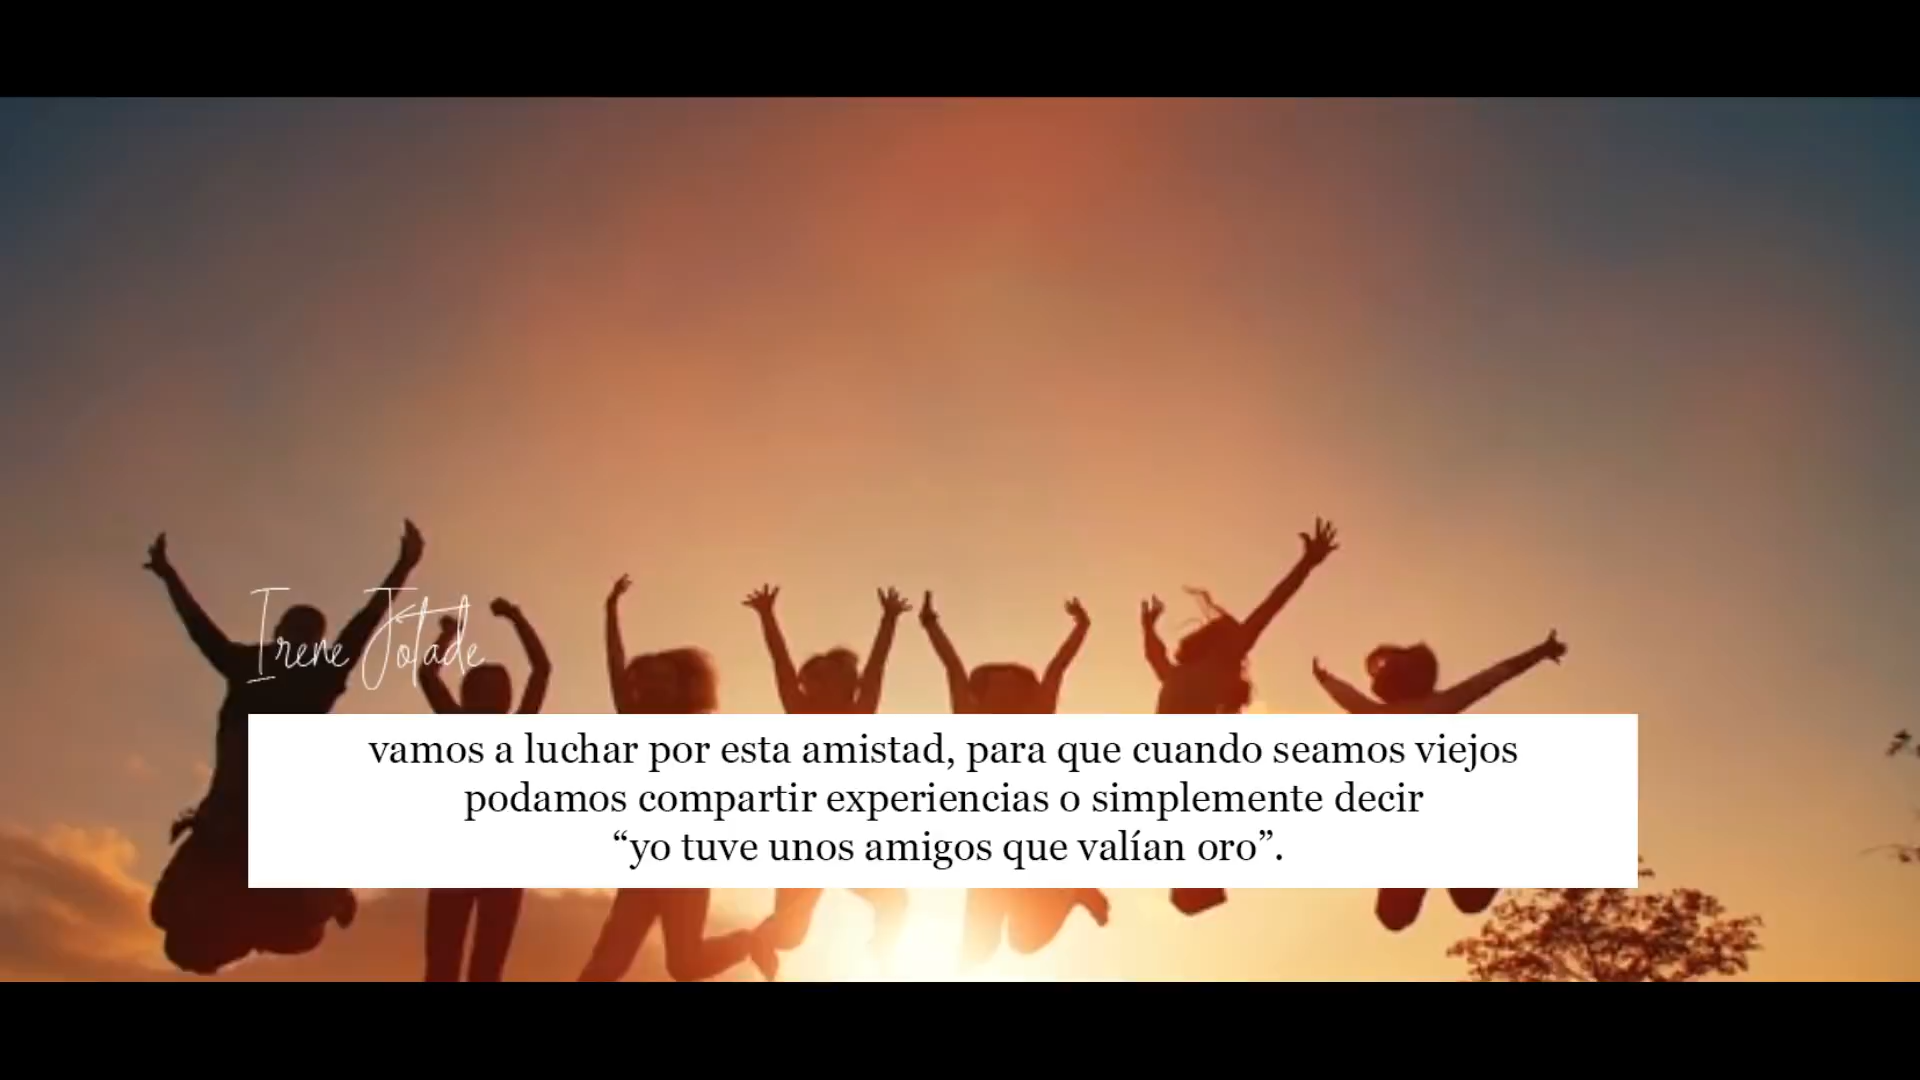 Irene Jotade
vamos a luchar por esta amistad, para que cuando seamos viejos
podamos compartir experiencias o simplemente decir
“yo tuve unos amigos que valían oro”.